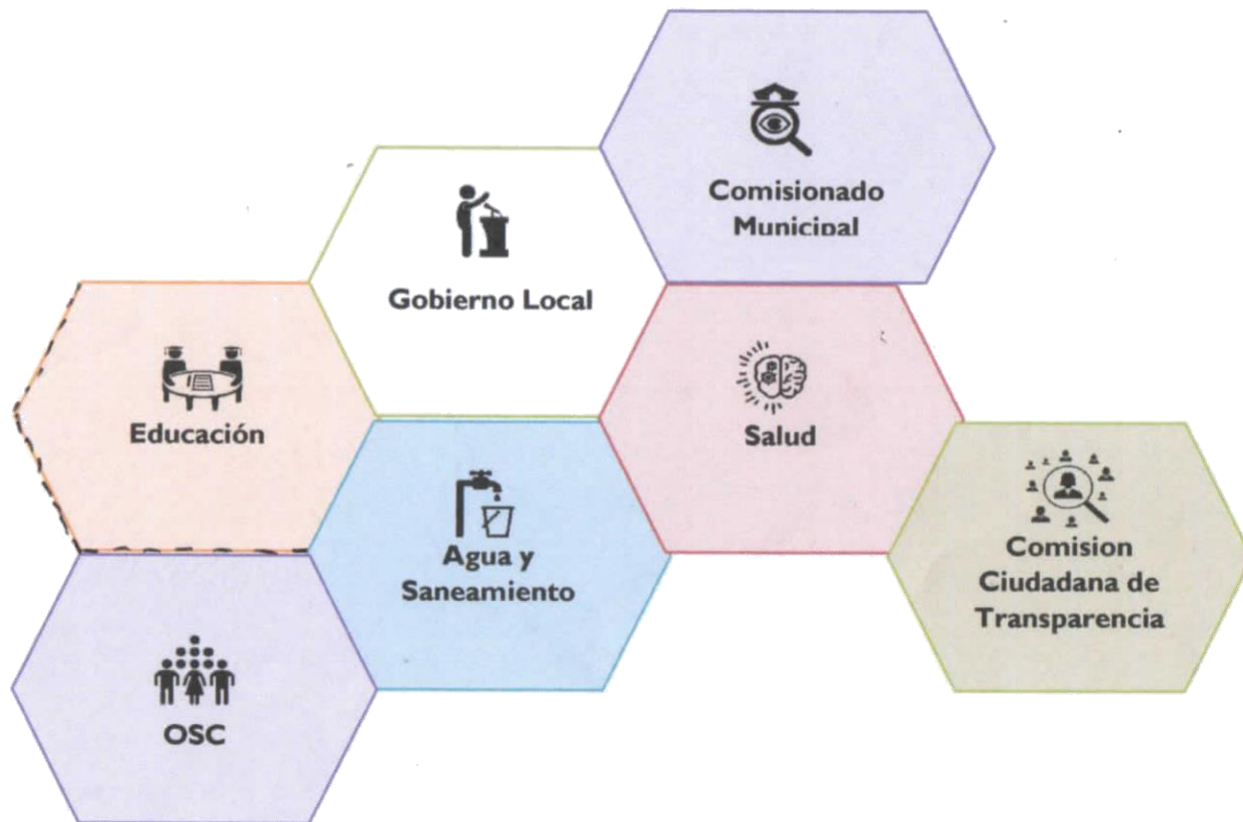 Comisionado
Municipal
Gobierno Local
Educación
Salud
Agua y
Saneamiento
Comision
Ciudadana de
Transparencia
OSC